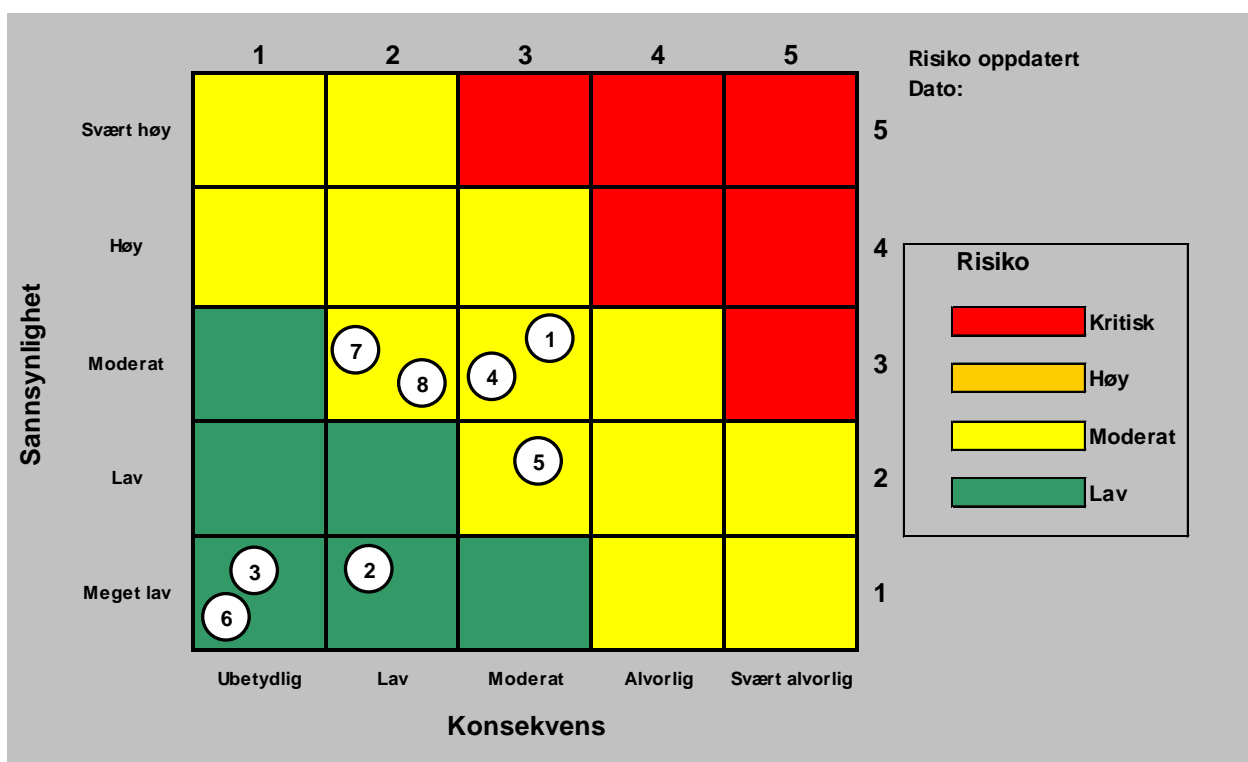 1 2 3 4 5
Risiko oppdatert
Dato:
Svært høy 5
Høy 4
Risiko
Kritisk
Høy
Moderat
Lav
Sannsynlighet
Moderat 7 8 4 1 3
Lav 5 2
Meget lav 3 6 2 1
Ubetydlig Lav Moderat Alvorlig Svært alvorlig
Konsekvens